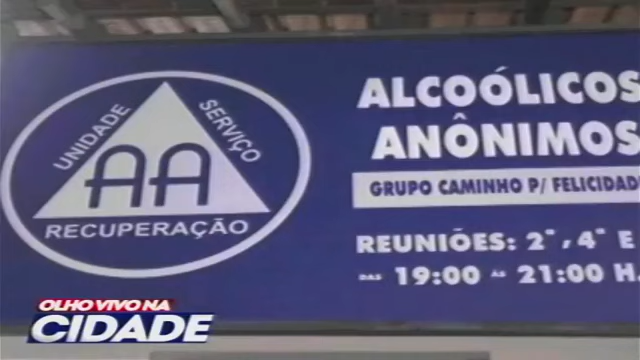 UNIDADE
SERVIÇO
AA
RECUPERAÇÃO
ALCOÓLICOS
ANÔNIMOS
GRUPO CAMINHO P/ FELICIDAD
REUNIÕES: 2ª, 4ª E
DAS 19:00 ÀS 21:00 H.
OLHO VIVO NA
CIDADE